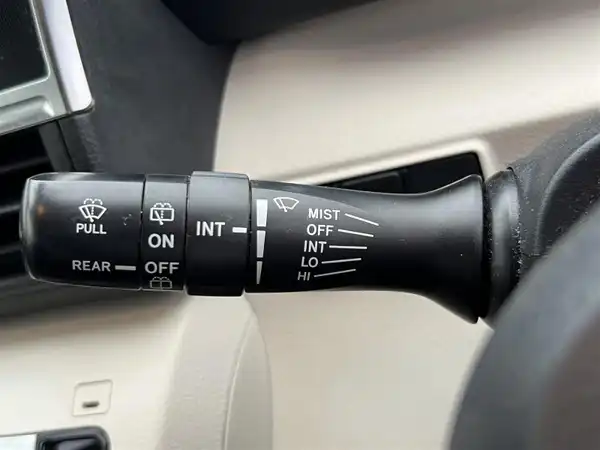 PULL
REAR
ON
OFF
INT
MIST
OFF
INT
LO
HI